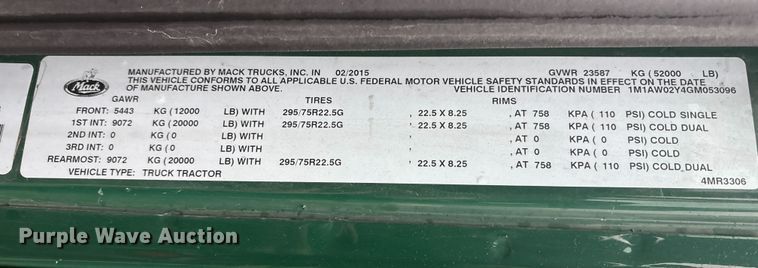 Mack
MANUFACTURED BY MACK TRUCKS, INC. IN 02/2015 GVWR 23587 KG (52000 LB)
THIS VEHICLE CONFORMS TO ALL APPLICABLE U.S. FEDERAL MOTOR VEHICLE SAFETY STANDARDS IN EFFECT ON THE DATE
OF MANUFACTURE SHOWN ABOVE. VEHICLE IDENTIFICATION NUMBER 1M1AW02Y4GM053096
GAWR TIRES RIMS
FRONT: 5443 KG (12000 LB) WITH 295/75R22.5G , 22.5 X 8.25 , AT 758 KPA ( 110 PSI) COLD SINGLE
1ST INT: 9072 KG (20000 LB) WITH 295/75R22.5G , 22.5 X 8.25 , AT 758 KPA ( 110 PSI) COLD DUAL
2ND INT: 0 KG (0 LB) WITH , , AT 0 KPA ( 0 PSI) COLD
3RD INT: 0 KG (0 LB) WITH , , AT 0 KPA ( 0 PSI) COLD
REARMOST: 9072 KG (20000 LB) WITH 295/75R22.5G , 22.5 X 8.25 , AT 758 KPA ( 110 PSI) COLD DUAL
VEHICLE TYPE: TRUCK TRACTOR
4MR3306
Purple Wave Auction